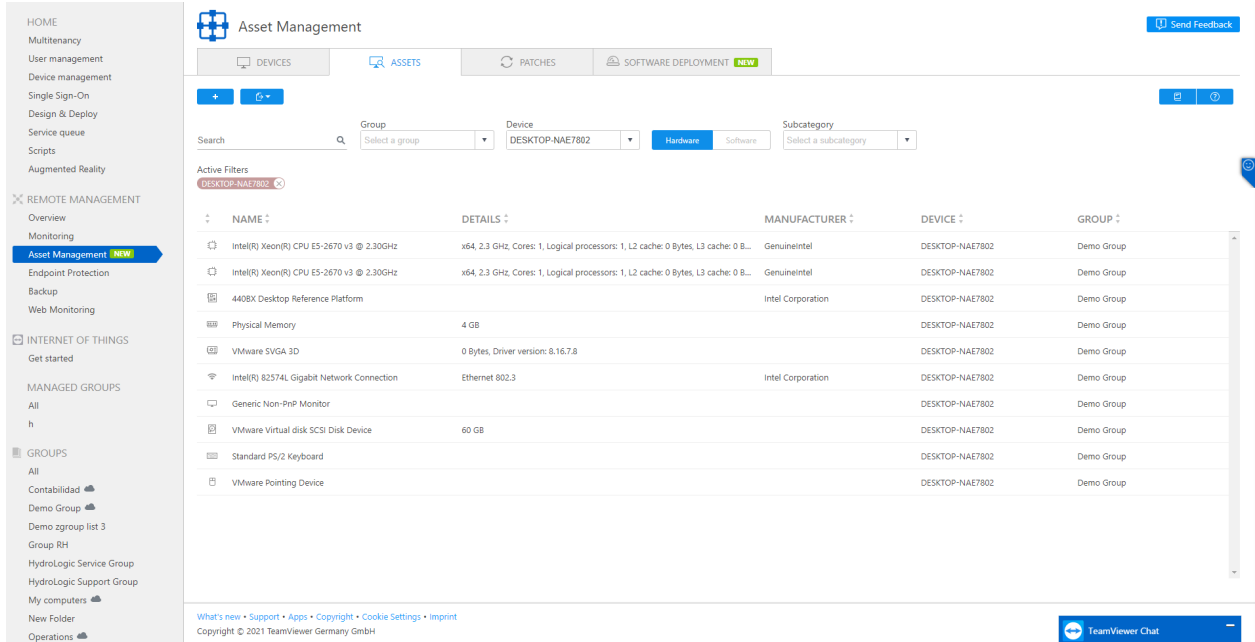 HOME
Multitenancy
User management
Device management
Single Sign-On
Design & Deploy
Service queue
Scripts
Augmented Reality
REMOTE MANAGEMENT
Overview
Monitoring
Asset Management NEW
Endpoint Protection
Backup
Web Monitoring
INTERNET OF THINGS
Get started
MANAGED GROUPS
All
h
GROUPS
All
Contabilidad
Demo Group
Demo zgroup list 3
Group RH
HydroLogic Service Group
HydroLogic Support Group
My computers
New Folder
Operations
Asset Management
Send Feedback
DEVICES ASSETS PATCHES SOFTWARE DEPLOYMENT NEW
+ ?
Group Device Subcategory
Search Select a group DESKTOP-NAE7802 Hardware Software Select a subcategory
Active Filters
DESKTOP-NAE7802
NAME DETAILS MANUFACTURER DEVICE GROUP
Intel(R) Xeon(R) CPU E5-2670 v3 @ 2.30GHz x64, 2.3 GHz, Cores: 1, Logical processors: 1, L2 cache: 0 Bytes, L3 cache: 0 B... GenuineIntel DESKTOP-NAE7802 Demo Group
Intel(R) Xeon(R) CPU E5-2670 v3 @ 2.30GHz x64, 2.3 GHz, Cores: 1, Logical processors: 1, L2 cache: 0 Bytes, L3 cache: 0 B... GenuineIntel DESKTOP-NAE7802 Demo Group
440BX Desktop Reference Platform Intel Corporation DESKTOP-NAE7802 Demo Group
Physical Memory 4 GB DESKTOP-NAE7802 Demo Group
VMware SVGA 3D 0 Bytes, Driver version: 8.16.7.8 DESKTOP-NAE7802 Demo Group
Intel(R) 82574L Gigabit Network Connection Ethernet 802.3 Intel Corporation DESKTOP-NAE7802 Demo Group
Generic Non-PnP Monitor DESKTOP-NAE7802 Demo Group
VMware Virtual disk SCSI Disk Device 60 GB DESKTOP-NAE7802 Demo Group
Standard PS/2 Keyboard DESKTOP-NAE7802 Demo Group
VMware Pointing Device DESKTOP-NAE7802 Demo Group
What's new • Support • Apps • Copyright • Cookie Settings • Imprint
Copyright © 2021 TeamViewer Germany GmbH
TeamViewer Chat